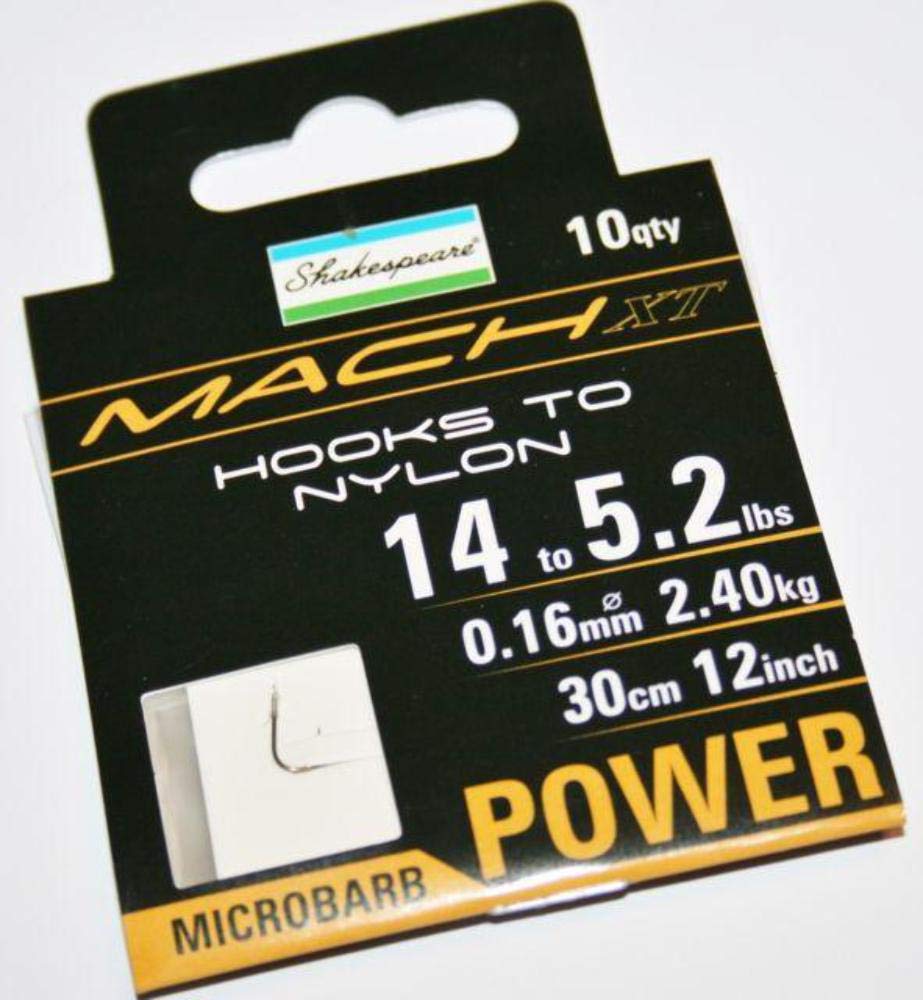 10qty
Shakespeare®
MACH XT
HOOKS TO
NYLON
14 to 5.2lbs
0.16mm ø 2.40kg
30cm 12inch
POWER
MICROBARB